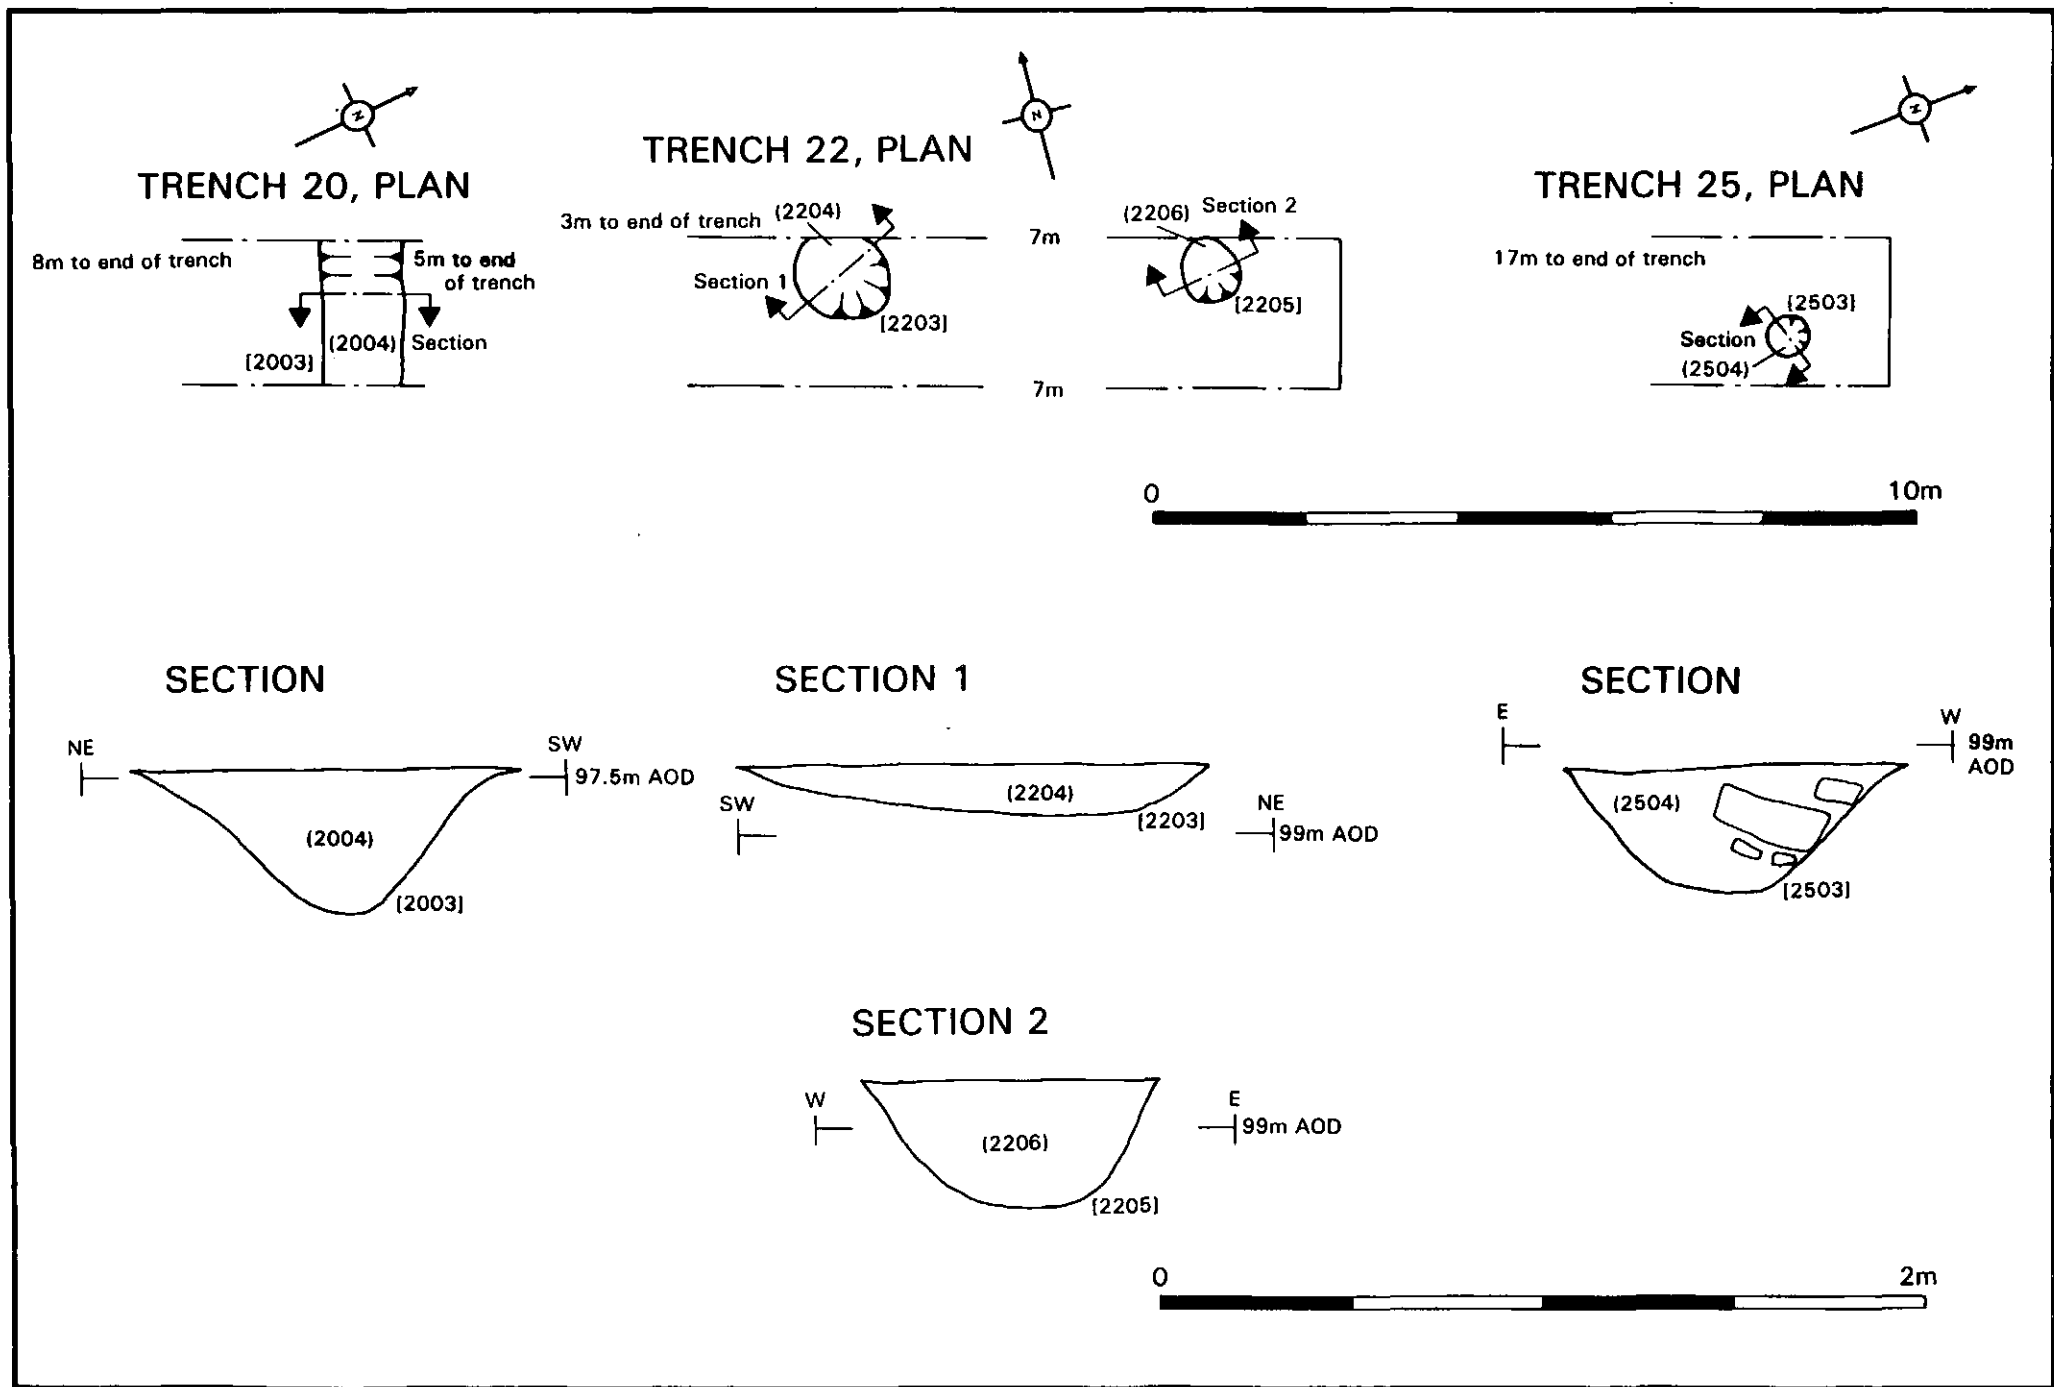 TRENCH 20, PLAN
N
8m to end of trench
5m to end
of trench
[2003]
(2004)
Section
TRENCH 22, PLAN
N
3m to end of trench
(2204)
Section 1
[2203]
7m
7m
(2206)
Section 2
[2205]
TRENCH 25, PLAN
N
17m to end of trench
[2503]
Section
(2504)
0 10m
SECTION
NE
SW
97.5m AOD
(2004)
[2003]
SECTION 1
(2204)
SW
[2203]
NE
99m AOD
SECTION
E
W
99m
AOD
(2504)
[2503]
SECTION 2
W
E
99m AOD
(2206)
[2205]
0 2m